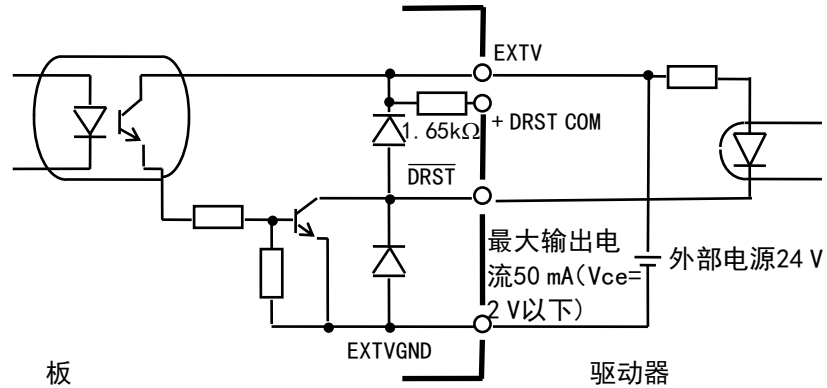 EXTV
1.65kΩ
+ DRST COM
DRST
最大输出电
流50 mA(Vce=
2 V以下)
外部电源24 V
EXTVGND
板
驱动器